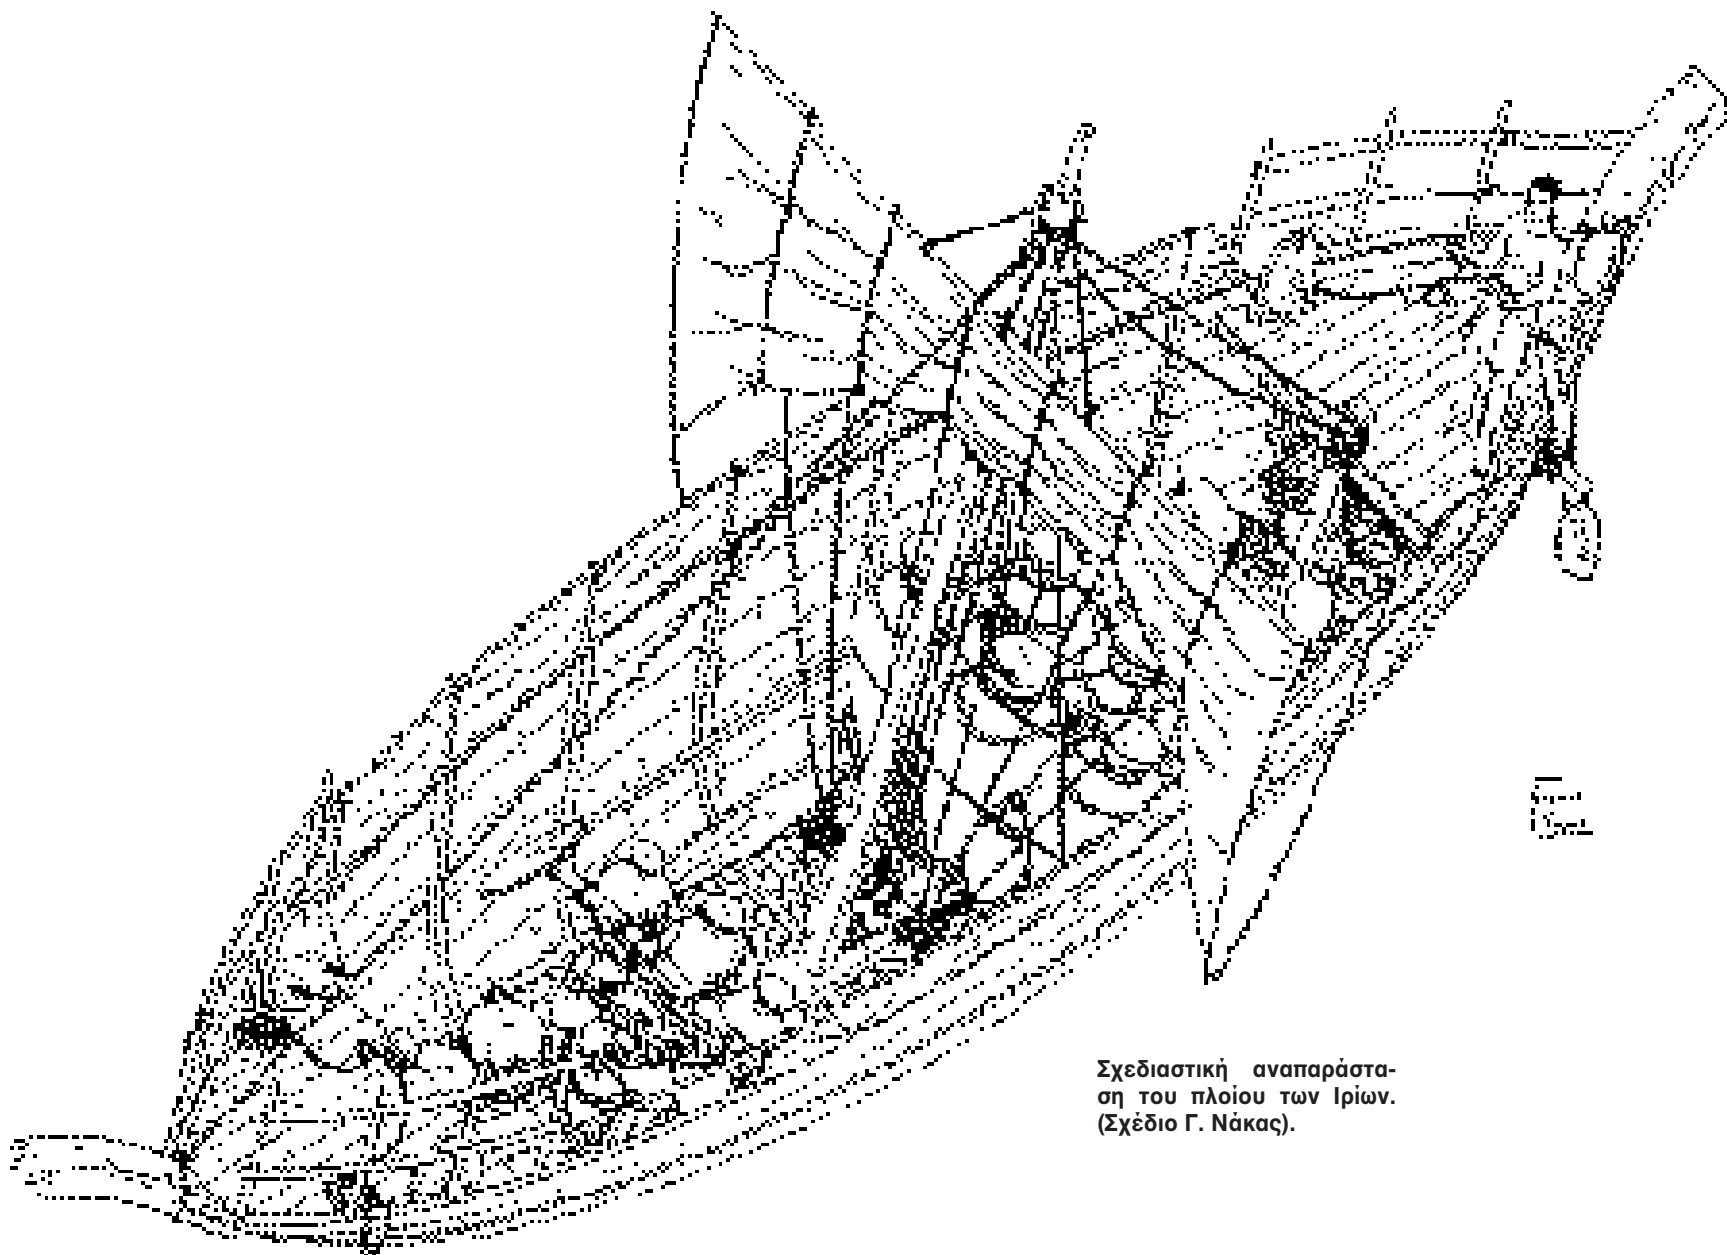 Σχεδιαστική αναπαράστα-
ση του πλοίου των Ιρίων.
(Σχέδιο Γ. Νάκας).